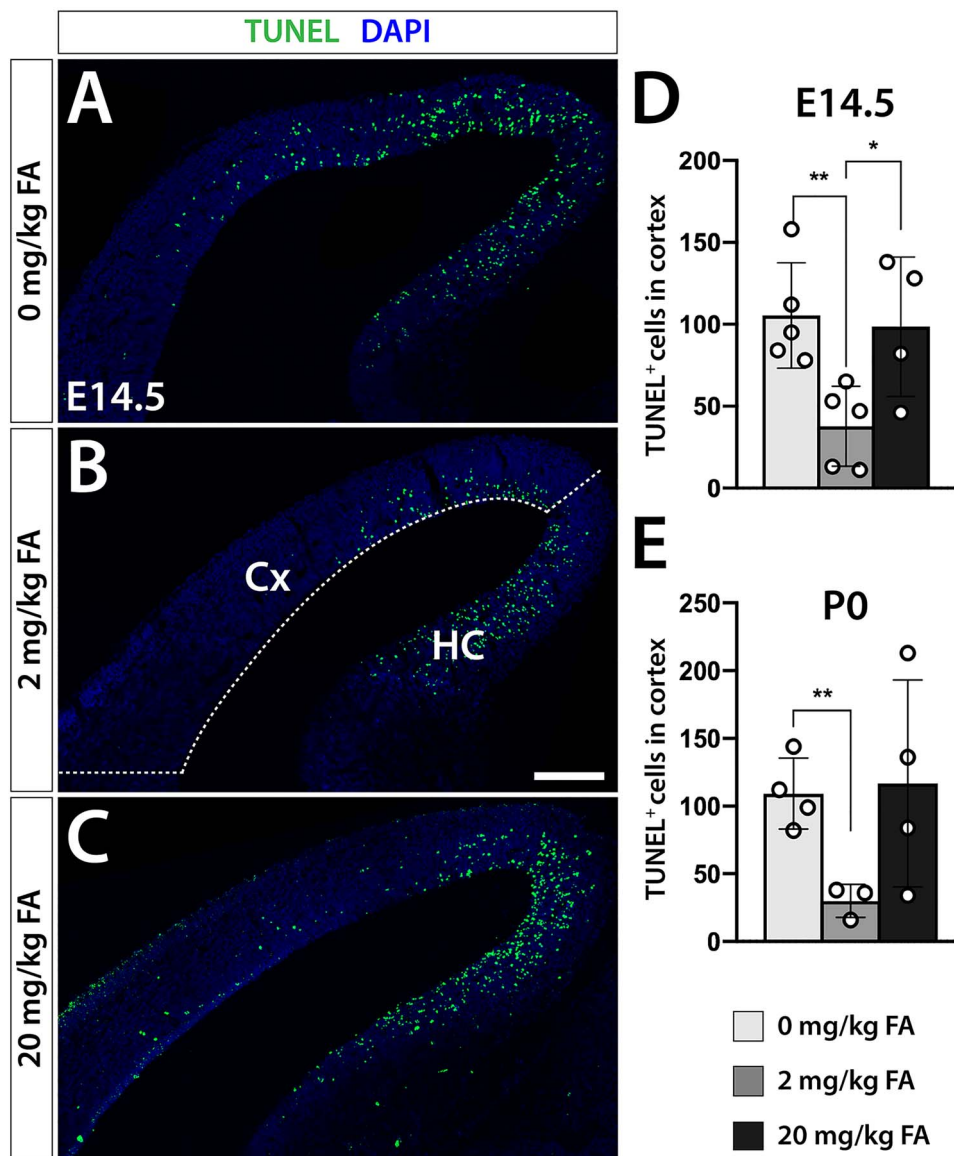 TUNEL DAPI
A
0 mg/kg FA
E14.5
B
2 mg/kg FA
Cx
HC
C
20 mg/kg FA
D
E14.5
TUNEL⁺ cells in cortex
200
150
100
50
0
**
*
E
P0
TUNEL⁺ cells in cortex
250
200
150
100
50
0
**
0 mg/kg FA
2 mg/kg FA
20 mg/kg FA